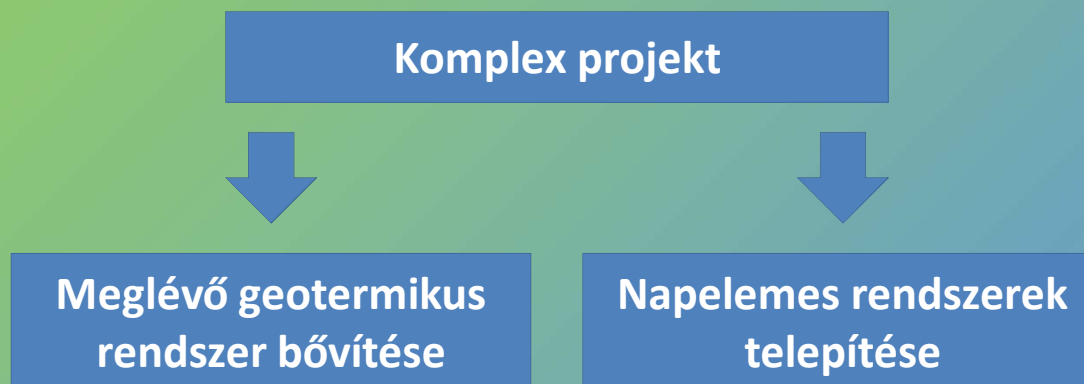 Komplex projekt
Meglévő geotermikus
rendszer bővítése
Napelemes rendszerek
telepítése